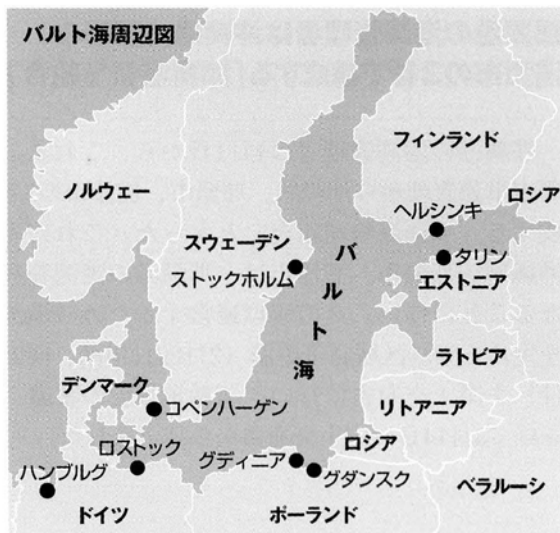 バルト海周辺図
フィンランド
ロシア
ノルウェー
ヘルシンキ
スウェーデン
タリン
ストックホルム
エストニア
バルト海
ラトビア
デンマーク
コペンハーゲン
リトアニア
ロストック
ロシア
グディニア
ハンブルグ
グダンスク
ベラルーシ
ドイツ
ポーランド